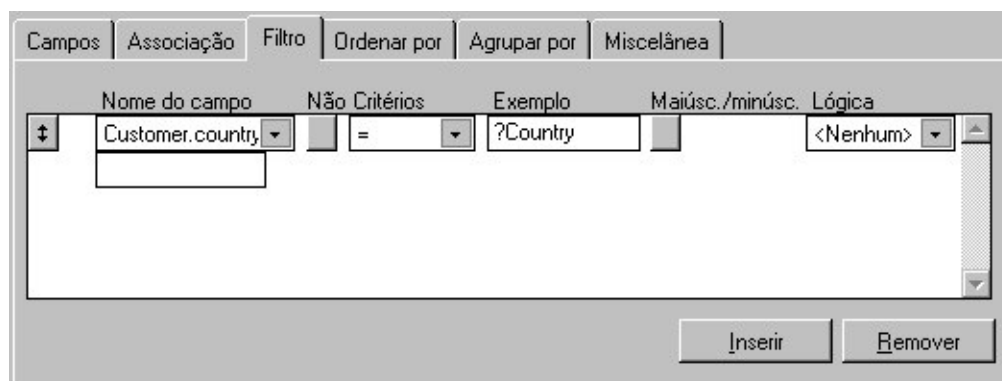 Campos Associação Filtro Ordenar por Agrupar por Miscelânea
Nome do campo Não Critérios Exemplo Maiúsc./minúsc. Lógica
Customer.country = ?Country <Nenhum>
Inserir Remover